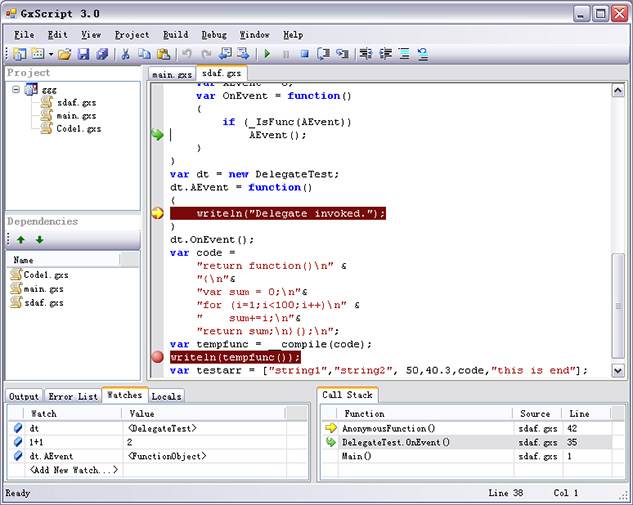 GxScript 3.0
File Edit View Project Build Debug Window Help
Project
ggg
sdaf.gxs
main.gxs
Code1.gxs
Dependencies
Name
Code1.gxs
main.gxs
sdaf.gxs
main.gxs sdaf.gxs
var OnEvent = function()
{
if (_IsFunc(AEvent))
AEvent();
}
}
var dt = new DelegateTest;
dt.AEvent = function()
{
writeln("Delegate invoked.");
}
dt.OnEvent();
var code =
"return function()\n" &
"(\n"&
"var sum = 0;\n"&
"for (i=1;i<100;i++)\n" &
"    sum+=i;\n"&
"return sum;\n)();\n";
var tempfunc = __compile(code);
writeln(tempfunc());
var testarr = ["string1","string2", 50,40.3,code,"this is end"];
Output Error List Watches Locals
Watch Value
dt <DelegateTest>
1+1 2
dt.AEvent <FunctionObject>
<Add New Watch...>
Call Stack
Function Source Line
AnonymousFunction() sdaf.gxs 42
DelegateTest.OnEvent() sdaf.gxs 35
Main() sdaf.gxs 1
Ready Line 38 Col 1